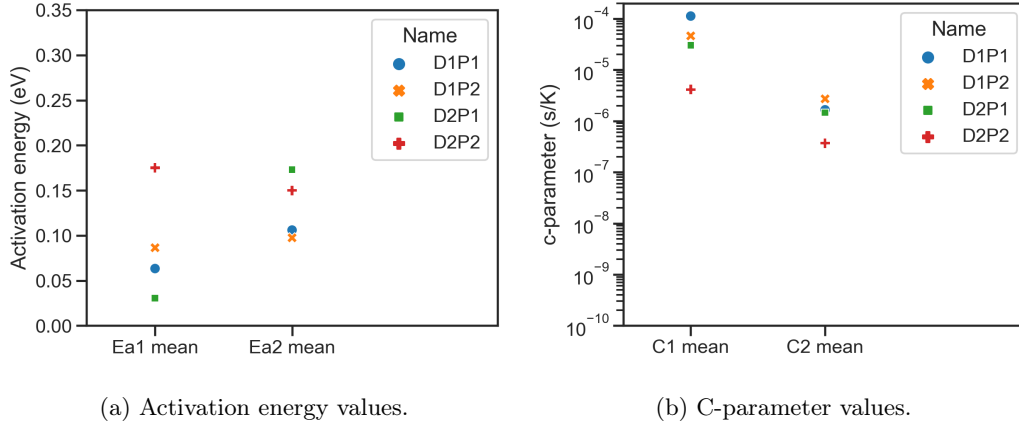 Activation energy (eV)
0.35
0.30
0.25
0.20
0.15
0.10
0.05
0.00
Ea1 mean
Ea2 mean
Name
D1P1
D1P2
D2P1
D2P2
(a) Activation energy values.
c-parameter (s/K)
10⁻⁴
10⁻⁵
10⁻⁶
10⁻⁷
10⁻⁸
10⁻⁹
10⁻¹⁰
C1 mean
C2 mean
Name
D1P1
D1P2
D2P1
D2P2
(b) C-parameter values.